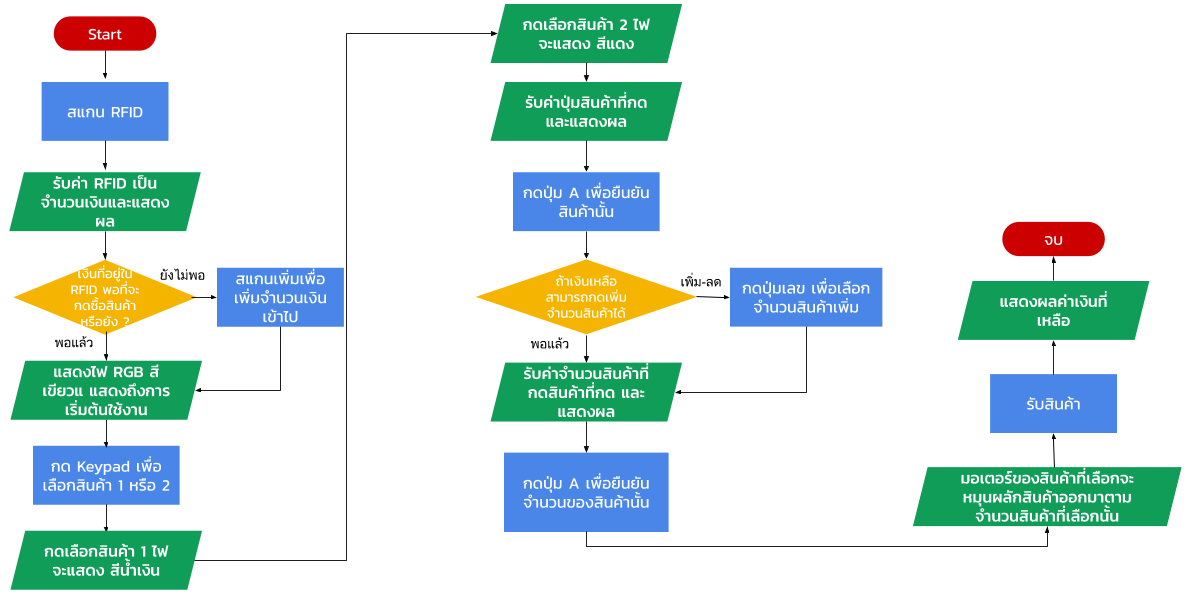 Start
สแกน RFID
รับค่า RFID เป็น
จำนวนเงินและแสดง
ผล
เงินที่อยู่ใน
RFID พอที่จะ
กดซื้อสินค้า
หรือยัง ?
ยังไม่พอ
สแกนเพิ่มเพื่อ
เพิ่มจำนวนเงิน
เข้าไป
พอแล้ว
แสดงไฟ RGB สี
เขียวแ แสดงถึงการ
เริ่มต้นใช้งาน
กด Keypad เพื่อ
เลือกสินค้า 1 หรือ 2
กดเลือกสินค้า 1 ไฟ
จะแสดง สีน้ำเงิน
กดเลือกสินค้า 2 ไฟ
จะแสดง สีแดง
รับค่าปุ่มสินค้าที่กด
และแสดงผล
กดปุ่ม A เพื่อยืนยัน
สินค้านั้น
ถ้าเงินเหลือ
สามารถกดเพิ่ม
จำนวนสินค้าได้
เพิ่ม-ลด
กดปุ่มเลข เพื่อเลือก
จำนวนสินค้าเพิ่ม
พอแล้ว
รับค่าจำนวนสินค้าที่
กดสินค้าที่กด และ
แสดงผล
กดปุ่ม A เพื่อยืนยัน
จำนวนของสินค้านั้น
มอเตอร์ของสินค้าที่เลือกจะ
หมุนผลักสินค้าออกมาตาม
จำนวนสินค้าที่เลือกนั้น
รับสินค้า
แสดงผลค่าเงินที่
เหลือ
จบ